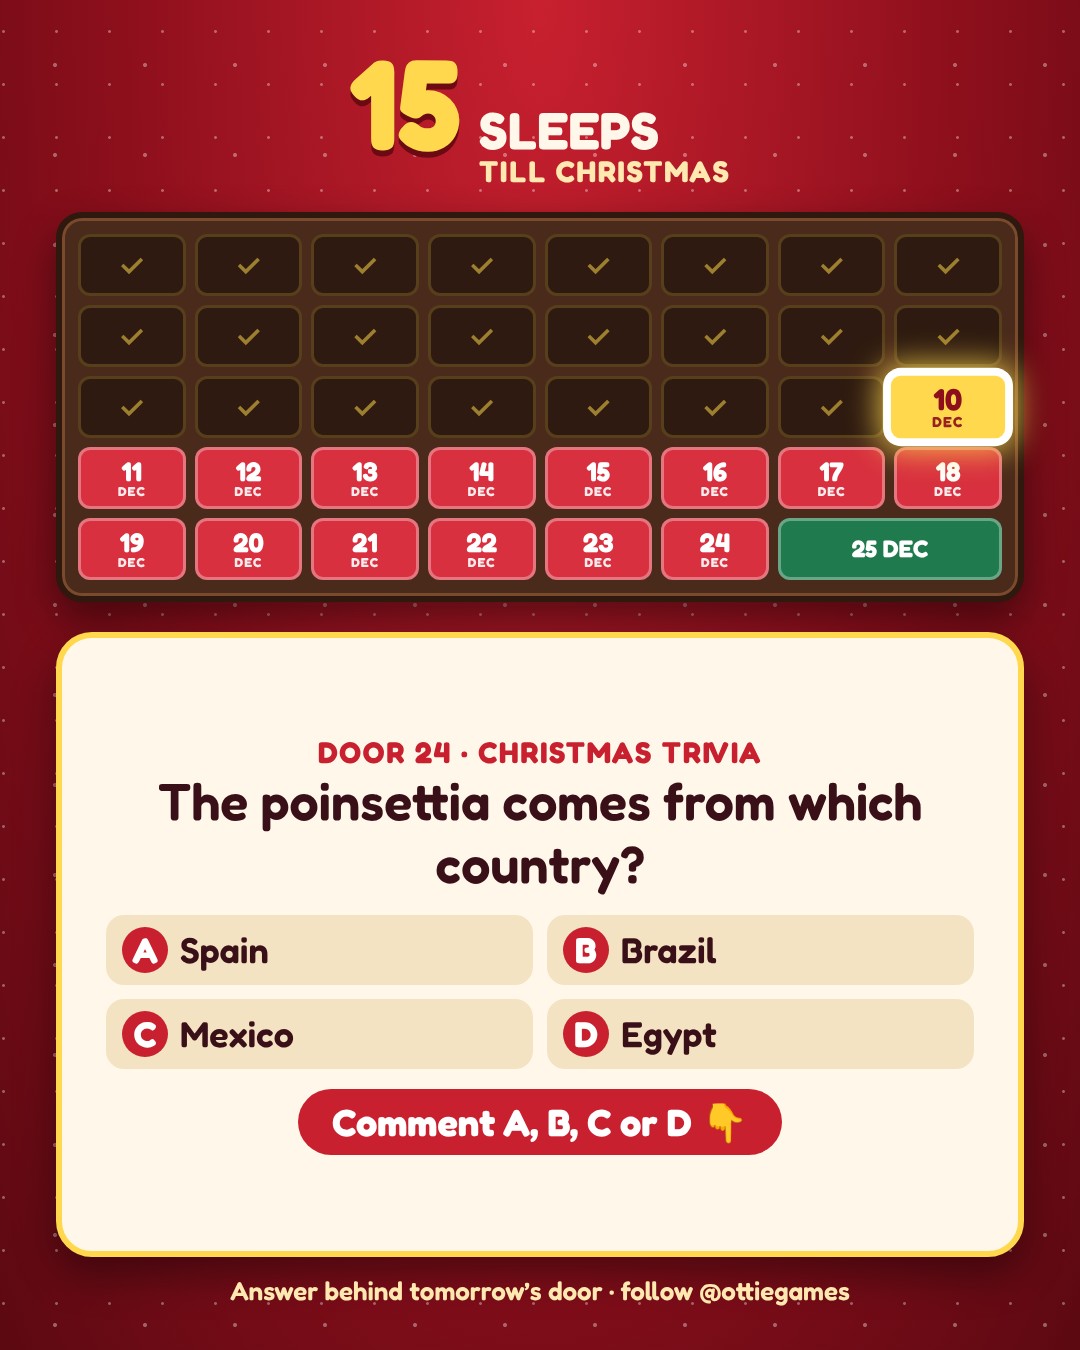 15
SLEEPS
TILL CHRISTMAS
10
DEC
11
DEC
12
DEC
13
DEC
14
DEC
15
DEC
16
DEC
17
DEC
18
DEC
19
DEC
20
DEC
21
DEC
22
DEC
23
DEC
24
DEC
25 DEC
DOOR 24 · CHRISTMAS TRIVIA
The poinsettia comes from which
country?
A Spain
B Brazil
C Mexico
D Egypt
Comment A, B, C or D 👇
Answer behind tomorrow’s door · follow @ottiegames